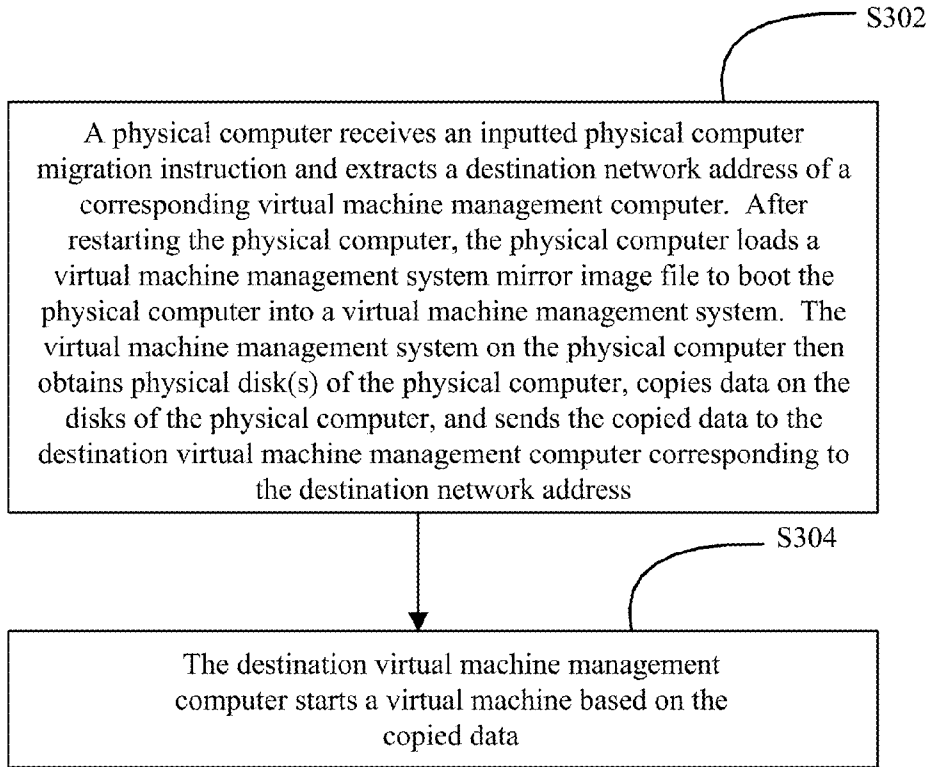 S302
A physical computer receives an inputted physical computer
migration instruction and extracts a destination network address of a
corresponding virtual machine management computer.  After
restarting the physical computer, the physical computer loads a
virtual machine management system mirror image file to boot the
physical computer into a virtual machine management system.  The
virtual machine management system on the physical computer then
obtains physical disk(s) of the physical computer, copies data on the
disks of the physical computer, and sends the copied data to the
destination virtual machine management computer corresponding to
the destination network address
S304
The destination virtual machine management
computer starts a virtual machine based on the
copied data